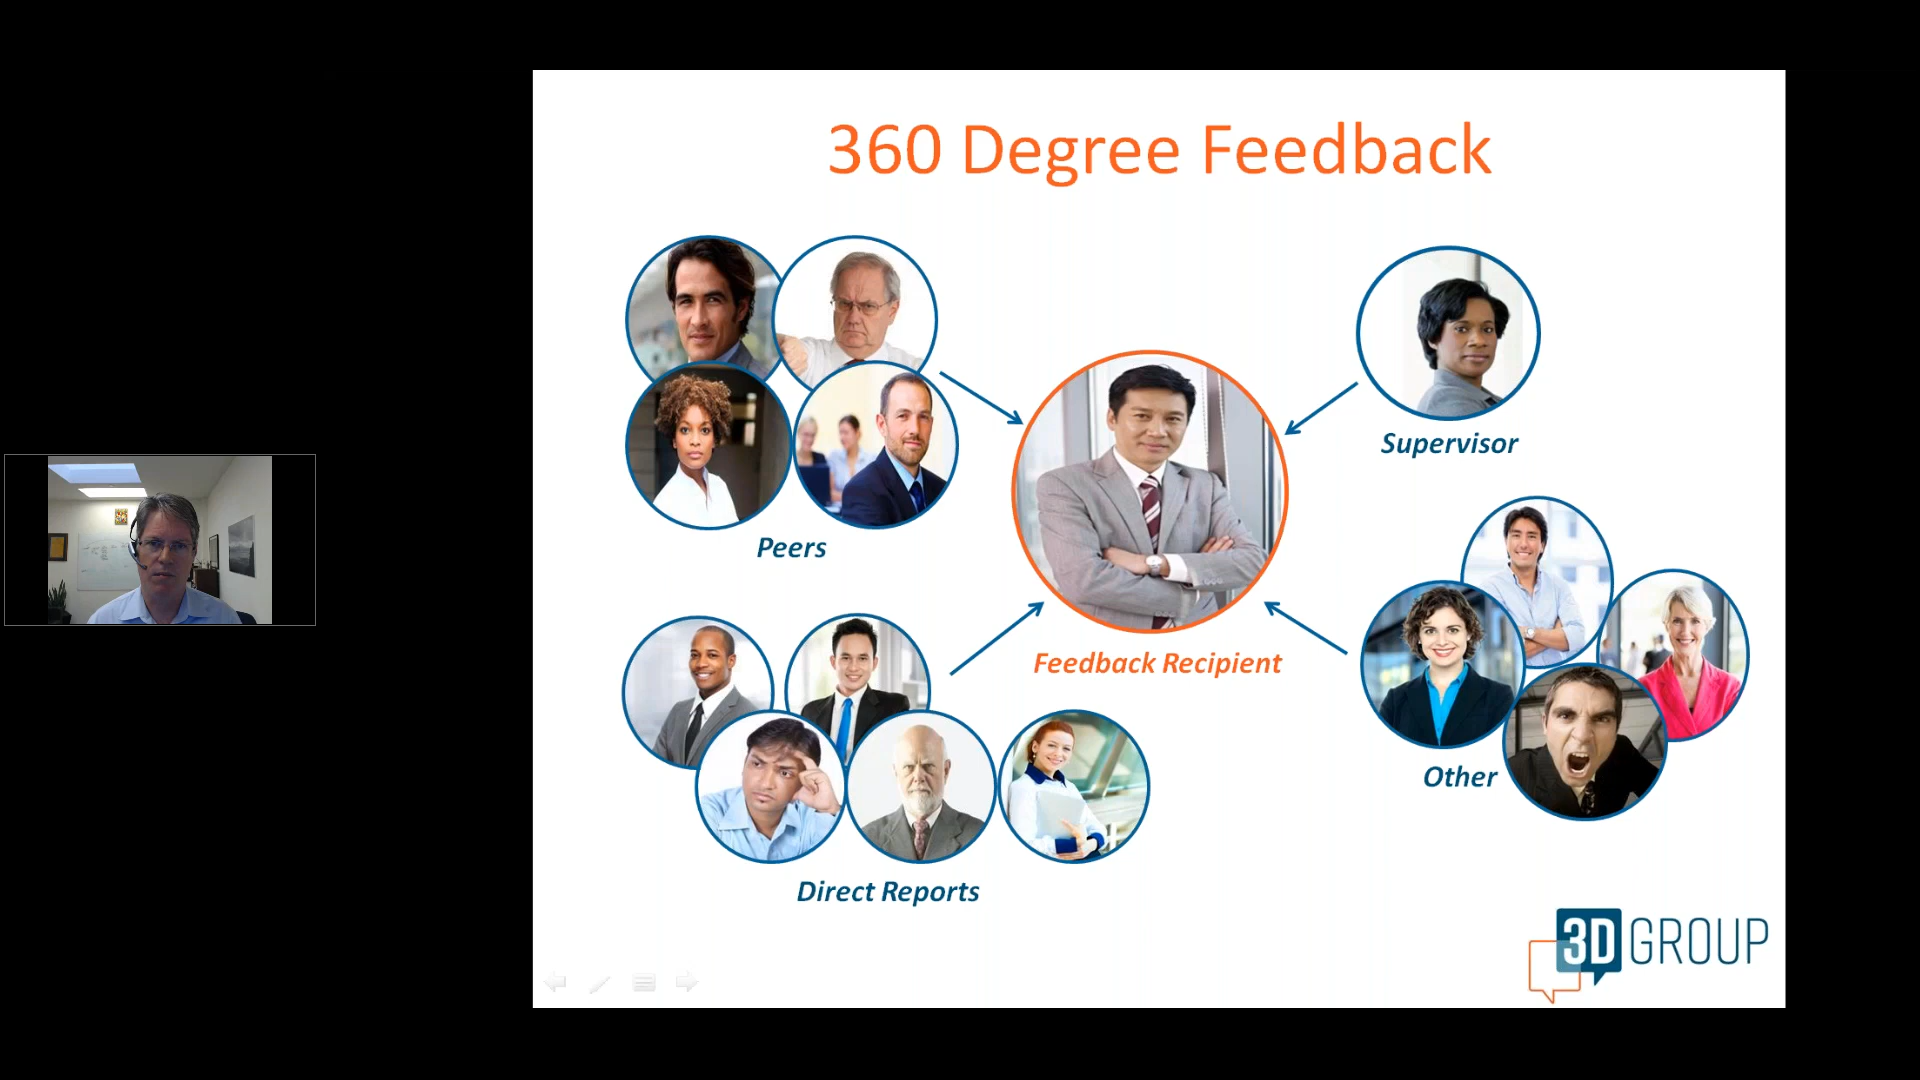 360 Degree Feedback
Supervisor
Peers
Feedback Recipient
Other
Direct Reports
3D GROUP